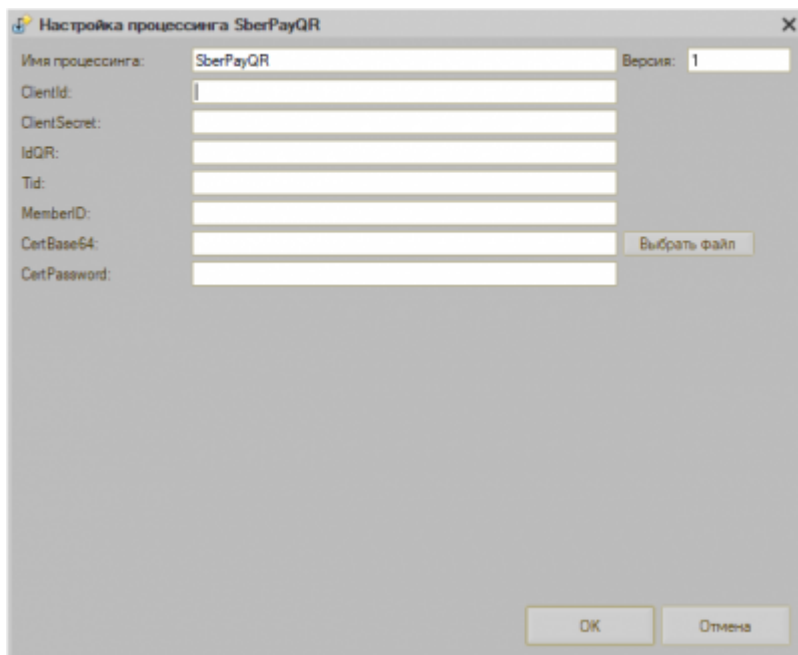 Настройка процессинга SberPayQR
Имя процессинга: SberPayQR Версия: 1
ClientId:
ClientSecret:
IdQR:
Tid:
MemberID:
CertBase64: Выбрать файл
CertPassword:
OK Отмена